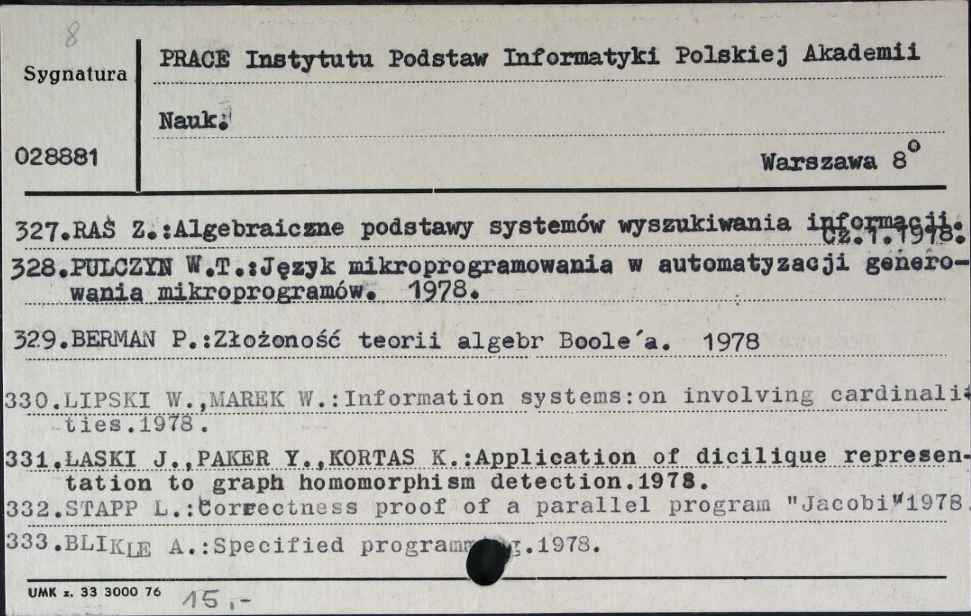 8
Sygnatura
PRACE Instytutu Podstaw Informatyki Polskiej Akademii
Nauk.
028881
Warszawa 8°
327.RAŚ Z.:Algebraiczne podstawy systemów wyszukiwania informacji.
Cz.1.1978.
328.PULCZYN W.T.:Język mikroprogramowania w automatyzacji genero-
wania mikroprogramów. 1978.
329.BERMAN P.:Złożoność teorii algebr Boole´a. 1978
330.LIPSKI W.,MAREK W.:Information systems:on involving cardinali-
ties.1978.
331.ŁASKI J.,PAKER Y.,KORTAS K.:Application of dicilique represen-
tation to graph homomorphism detection.1978.
332.STAPP L.:Correctness proof of a parallel program "Jacobi"1978.
333.BLIKLE A.:Specified programming.1978.
UMK z. 33 3000 76
15,-